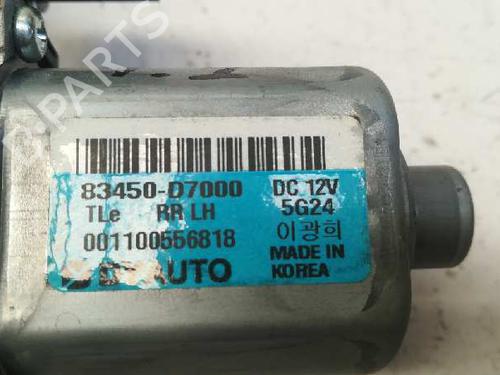 83450-D7000 DC 12V
TLe RR LH 5G24
001100556818 이광희
AUTO MADE IN
KOREA